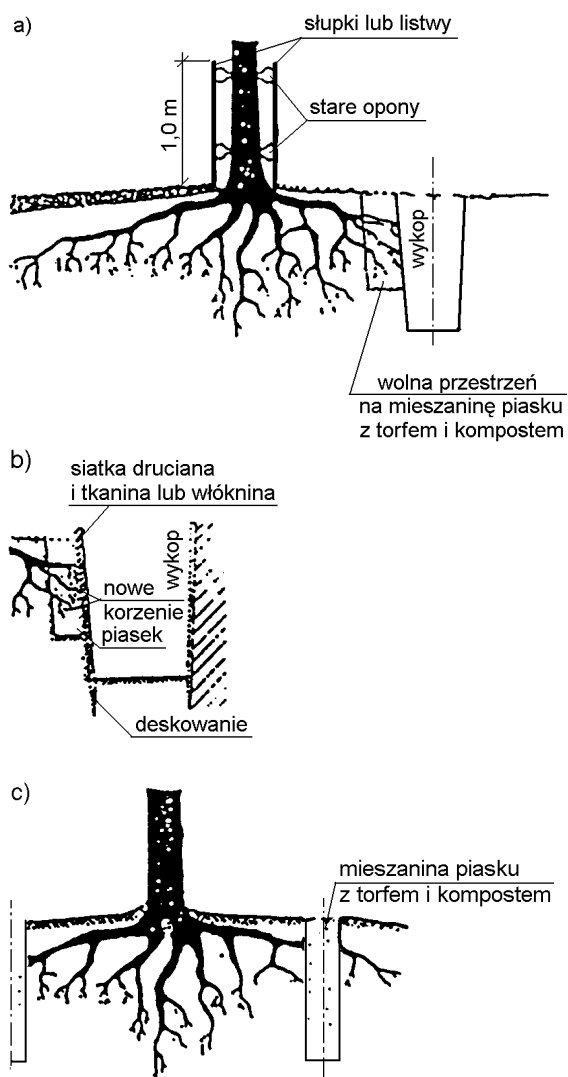 a)
słupki lub listwy
stare opony
1,0 m
wykop
wolna przestrzeń
na mieszaninę piasku
z torfem i kompostem
b)
siatka druciana
i tkanina lub włóknina
wykop
nowe
korzenie
piasek
deskowanie
c)
mieszanina piasku
z torfem i kompostem